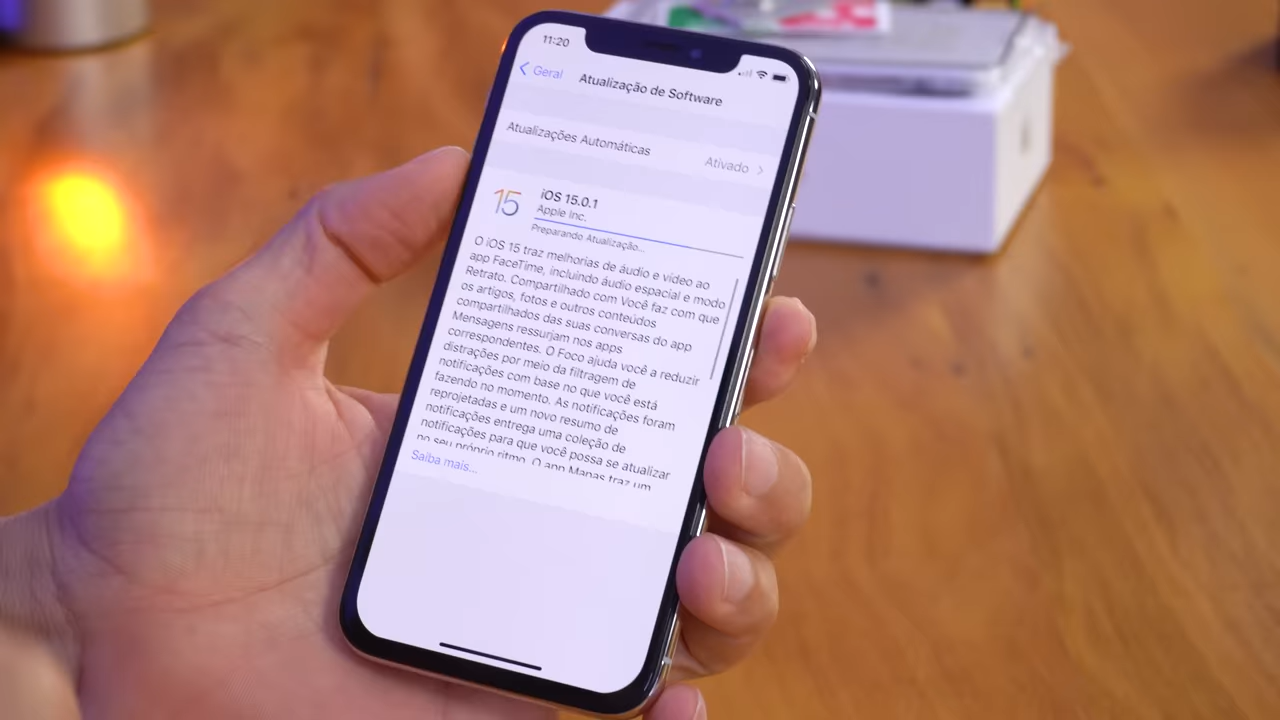 11:20
Geral
Atualização de Software
Atualizações Automáticas
Ativado
15
iOS 15.0.1
Apple Inc.
Preparando Atualização...
O iOS 15 traz melhorias de áudio e vídeo ao
app FaceTime, incluindo áudio espacial e modo
Retrato. Compartilhado com Você faz com que
os artigos, fotos e outros conteúdos
compartilhados das suas conversas do app
Mensagens ressurjam nos apps
correspondentes. O Foco ajuda você a reduzir
distrações por meio da filtragem de
notificações com base no que você está
fazendo no momento. As notificações foram
reprojetadas e um novo resumo de
notificações entrega uma coleção de
notificações para que você possa se atualizar
no seu próprio ritmo. O app Mapas traz um
Saiba mais...